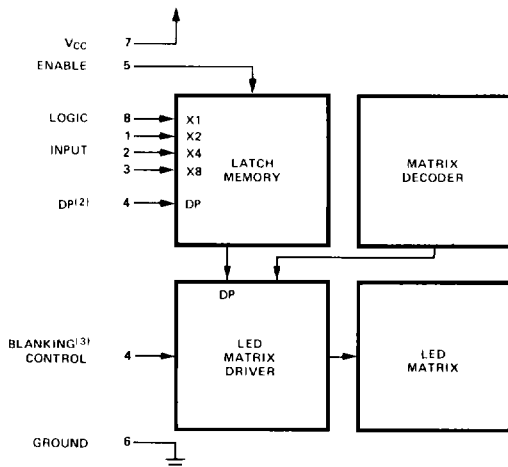 VCC 7
ENABLE 5
LOGIC 8 X1
1 X2
INPUT 2 X4
3 X8
DP(2) 4 DP
LATCH
MEMORY
MATRIX
DECODER
DP
BLANKING(3)
CONTROL 4
LED
MATRIX
DRIVER
LED
MATRIX
GROUND 6